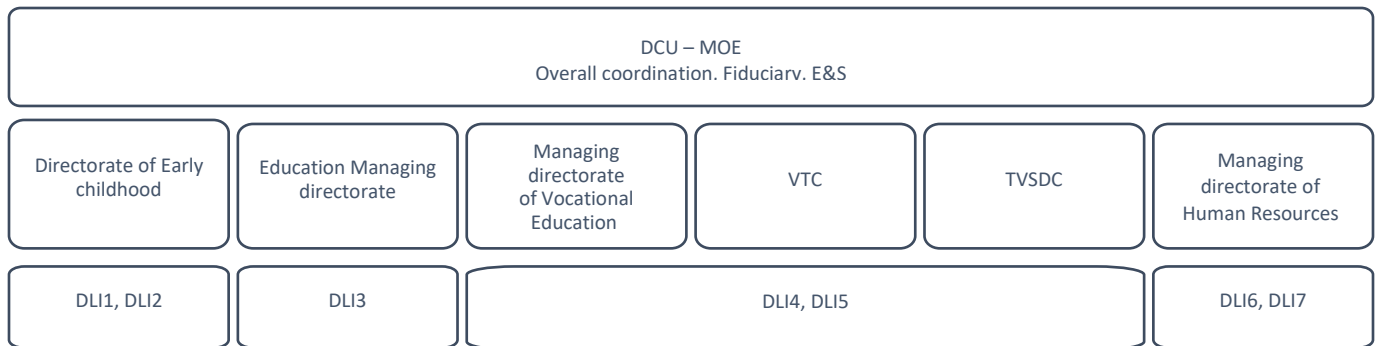 DCU – MOE
Overall coordination. Fiduciarv. E&S
Directorate of Early
childhood
Education Managing
directorate
Managing
directorate
of Vocational
Education
VTC
TVSDC
Managing
directorate of
Human Resources
DLI1, DLI2
DLI3
DLI4, DLI5
DLI6, DLI7